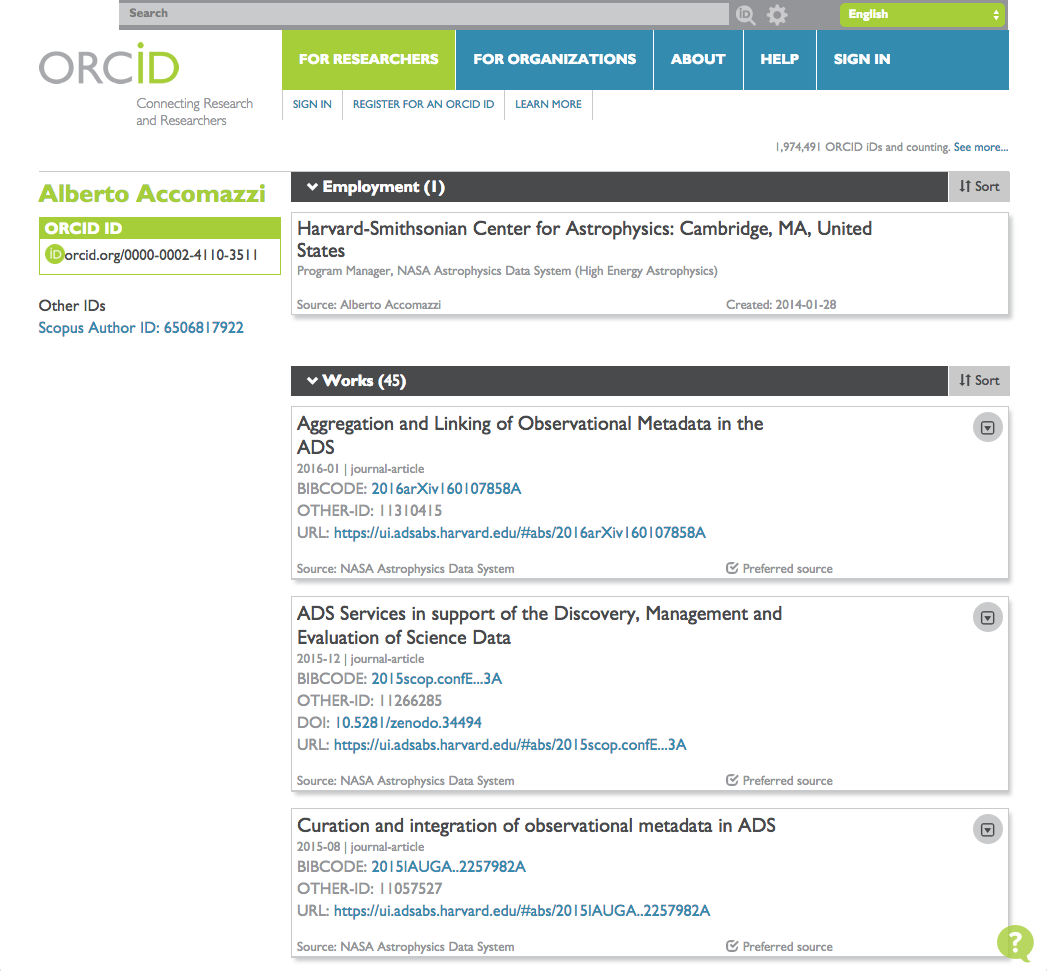 Search
iD
English
ORCID
Connecting Research
and Researchers
FOR RESEARCHERS
FOR ORGANIZATIONS
ABOUT
HELP
SIGN IN
SIGN IN
REGISTER FOR AN ORCID ID
LEARN MORE
1,974,491 ORCID iDs and counting. See more...
Alberto Accomazzi
ORCID ID
iD orcid.org/0000-0002-4110-3511
Other IDs
Scopus Author ID: 6506817922
Employment (1)
Sort
Harvard-Smithsonian Center for Astrophysics: Cambridge, MA, United
States
Program Manager, NASA Astrophysics Data System (High Energy Astrophysics)
Source: Alberto Accomazzi Created: 2014-01-28
Works (45)
Sort
Aggregation and Linking of Observational Metadata in the
ADS
2016-01 | journal-article
BIBCODE: 2016arXiv160107858A
OTHER-ID: 11310415
URL: https://ui.adsabs.harvard.edu/#abs/2016arXiv160107858A
Source: NASA Astrophysics Data System Preferred source
ADS Services in support of the Discovery, Management and
Evaluation of Science Data
2015-12 | journal-article
BIBCODE: 2015scop.confE...3A
OTHER-ID: 11266285
DOI: 10.5281/zenodo.34494
URL: https://ui.adsabs.harvard.edu/#abs/2015scop.confE...3A
Source: NASA Astrophysics Data System Preferred source
Curation and integration of observational metadata in ADS
2015-08 | journal-article
BIBCODE: 2015IAUGA..2257982A
OTHER-ID: 11057527
URL: https://ui.adsabs.harvard.edu/#abs/2015IAUGA..2257982A
Source: NASA Astrophysics Data System Preferred source
?